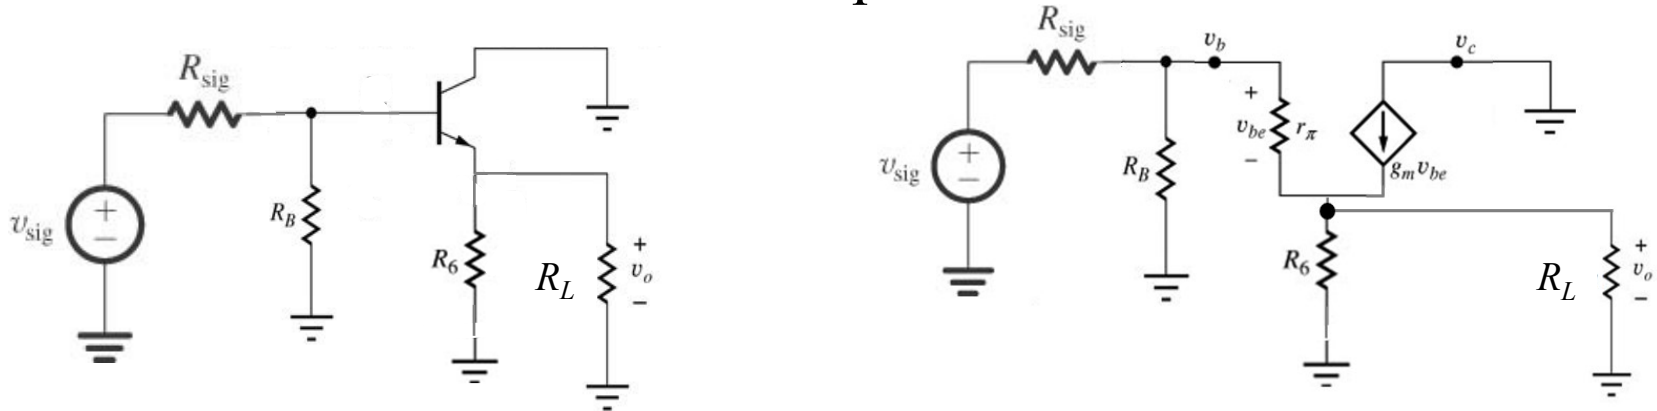 R_sig
v_sig
+
−
R_B
R_6
R_L
+
v_o
−
R_sig
v_b
v_c
+
v_be
−
r_π
g_m v_be
v_sig
+
−
R_B
R_6
R_L
+
v_o
−